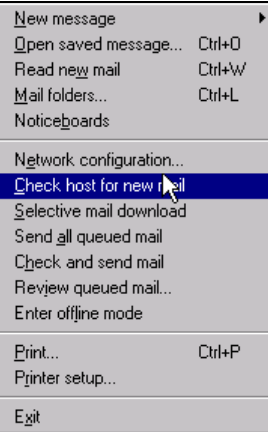 New message
Open saved message... Ctrl+O
Read new mail Ctrl+W
Mail folders... Ctrl+L
Noticeboards
Network configuration...
Check host for new mail
Selective mail download
Send all queued mail
Check and send mail
Review queued mail...
Enter offline mode
Print... Ctrl+P
Printer setup...
Exit